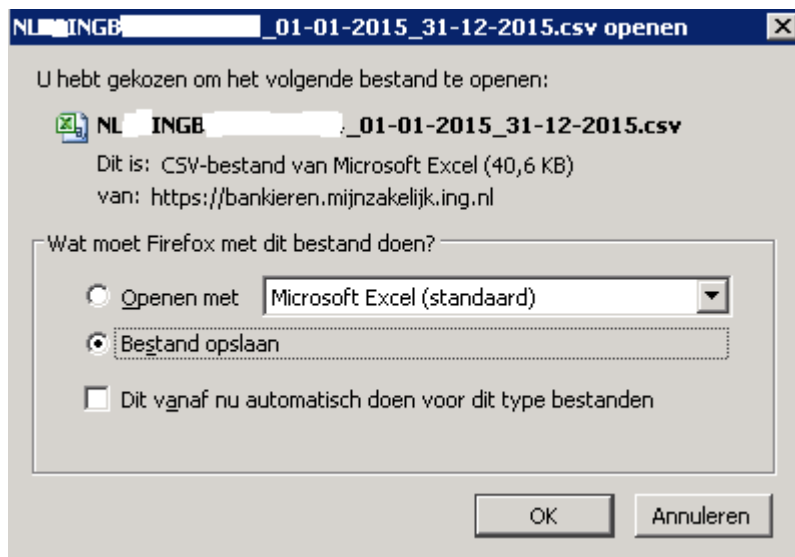 NL INGB _01-01-2015_31-12-2015.csv openen
U hebt gekozen om het volgende bestand te openen:
NL INGB _01-01-2015_31-12-2015.csv
Dit is: CSV-bestand van Microsoft Excel (40,6 KB)
van: https://bankieren.mijnzakelijk.ing.nl
Wat moet Firefox met dit bestand doen?
Openen met Microsoft Excel (standaard)
Bestand opslaan
Dit vanaf nu automatisch doen voor dit type bestanden
OK Annuleren